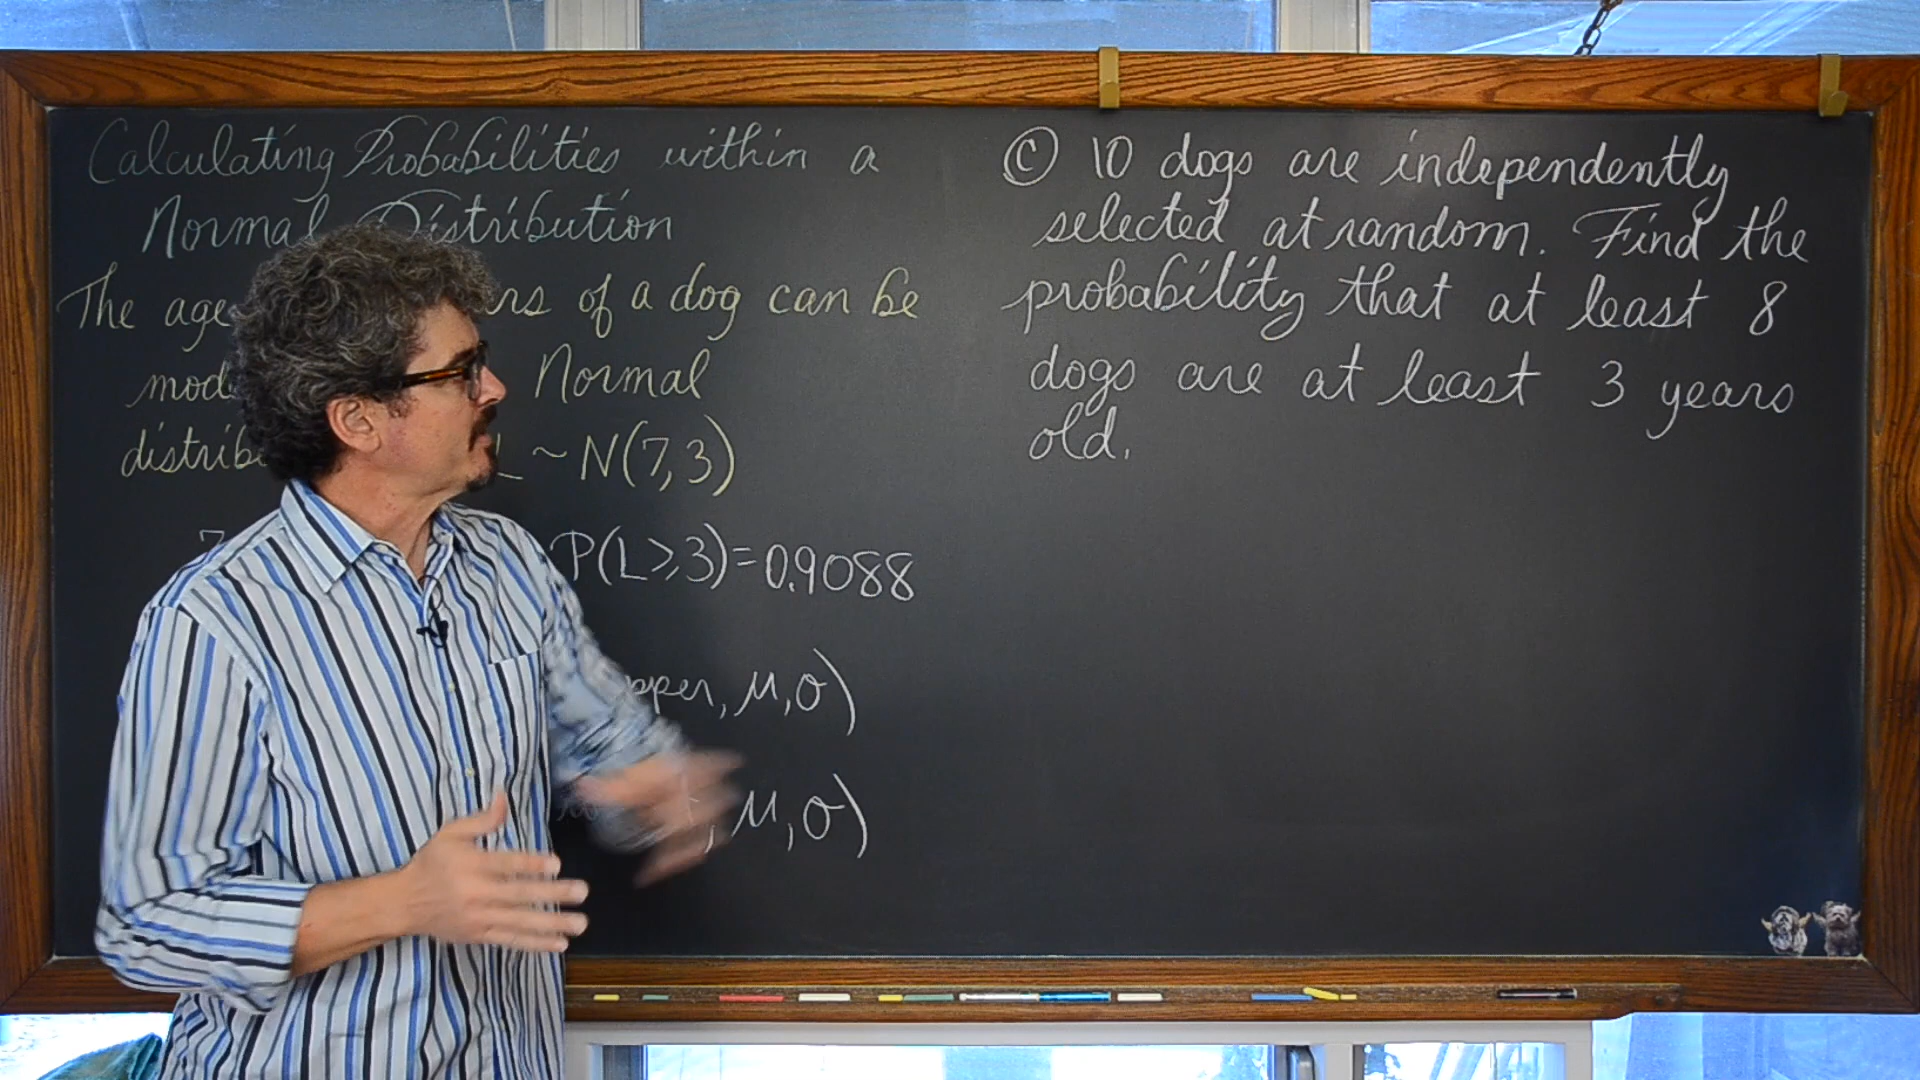 Calculating Probabilities within a
Normal Distribution
The age of a dog can be
Normal
L ~ N(7,3)
P(L≥3)=0.9088
μ,σ)
μ,σ)
Ⓒ 10 dogs are independently
selected at random. Find the
probability that at least 8
dogs are at least 3 years
old.